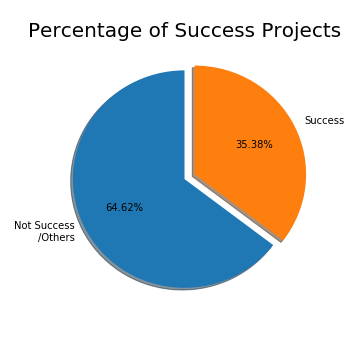 Percentage of Success Projects
Success
35.38%
64.62%
Not Success
/Others